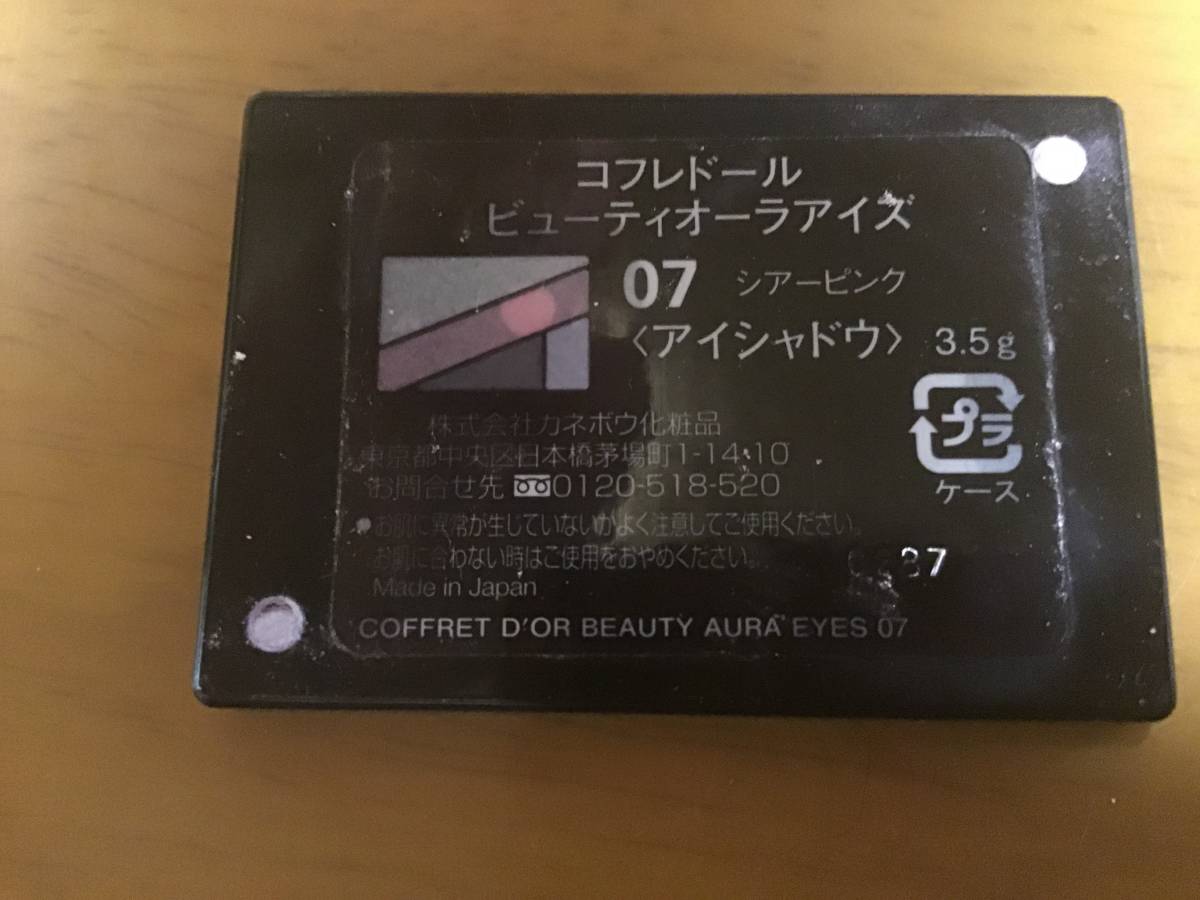 コフレドール
ビューティオーラアイズ
07 シアーピンク
〈アイシャドウ〉 3.5g
プラ
ケース
株式会社カネボウ化粧品
東京都中央区日本橋茅場町1-14-10
お問合せ先 0120-518-520
●お肌に異常が生じていないかよく注意してご使用ください。
お肌に合わない時はご使用をおやめください。
Made in Japan
COFFRET D'OR BEAUTY AURA EYES 07